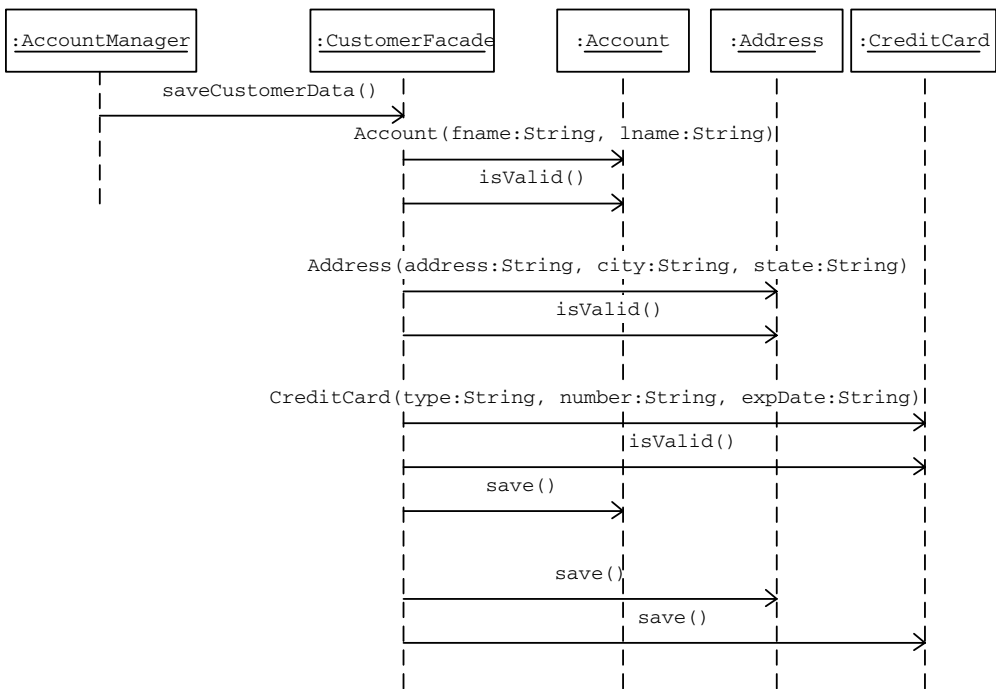 :AccountManager
:CustomerFacade
:Account
:Address
:CreditCard
saveCustomerData()
Account(fname:String, lname:String)
isValid()
Address(address:String, city:String, state:String)
isValid()
CreditCard(type:String, number:String, expDate:String)
isValid()
save()
save()
save()